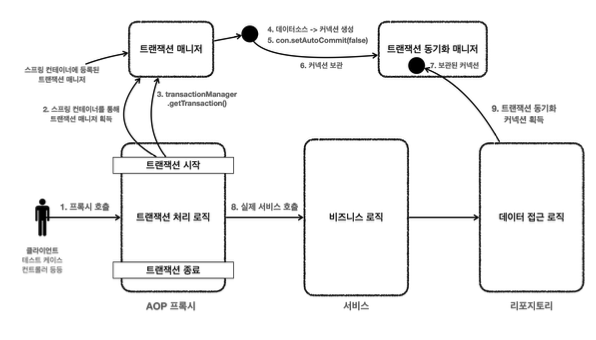 트랜잭션 매니저
4. 데이터소스 -> 커넥션 생성
5. con.setAutoCommit(false)
트랜잭션 동기화 매니저
6. 커넥션 보관
7. 보관된 커넥션
스프링 컨테이너에 등록된
트랜잭션 매니저
3. transactionManager
.getTransaction()
2. 스프링 컨테이너를 통해
트랜잭션 매니저 획득
9. 트랜잭션 동기화
커넥션 획득
트랜잭션 시작
1. 프록시 호출
트랜잭션 처리 로직
8. 실제 서비스 호출
비즈니스 로직
데이터 접근 로직
클라이언트
테스트 케이스
컨트롤러 등등
트랜잭션 종료
AOP 프록시
서비스
리포지토리